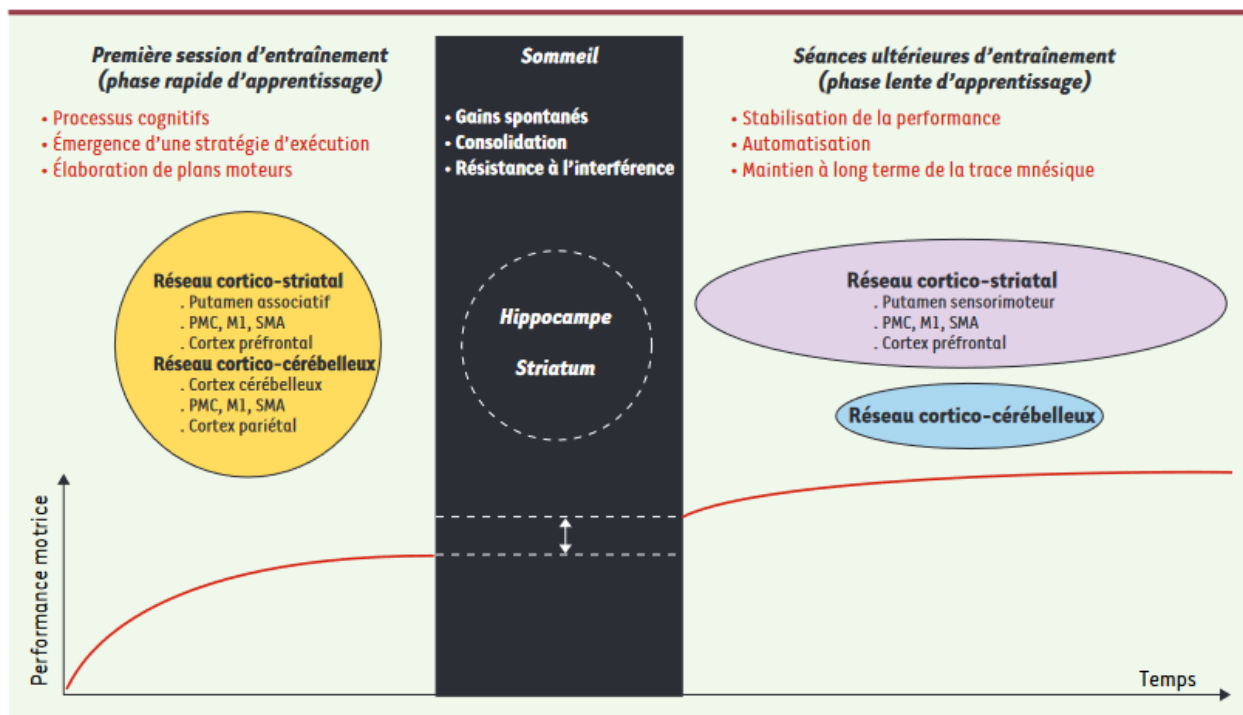 Première session d’entraînement
(phase rapide d’apprentissage)
• Processus cognitifs
• Émergence d’une stratégie d’exécution
• Élaboration de plans moteurs
Réseau cortico-striatal
. Putamen associatif
. PMC, M1, SMA
. Cortex préfrontal
Réseau cortico-cérébelleux
. Cortex cérébelleux
. PMC, M1, SMA
. Cortex pariétal
Sommeil
• Gains spontanés
• Consolidation
• Résistance à l’interférence
Hippocampe
Striatum
Séances ultérieures d’entraînement
(phase lente d’apprentissage)
• Stabilisation de la performance
• Automatisation
• Maintien à long terme de la trace mnésique
Réseau cortico-striatal
. Putamen sensorimoteur
. PMC, M1, SMA
. Cortex préfrontal
Réseau cortico-cérébelleux
Performance motrice
Temps